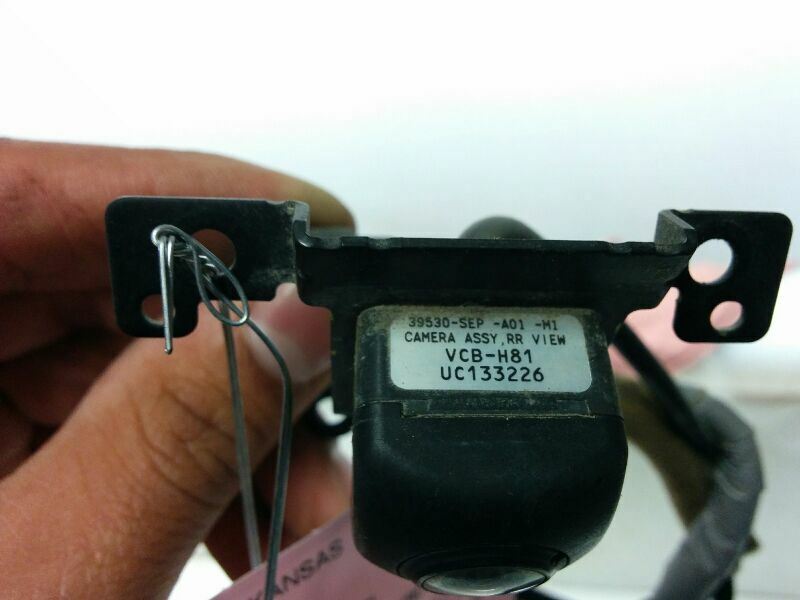 39530-SEP -A01 -M1
CAMERA ASSY,RR VIEW
VCB-H81
UC133226
KANSAS